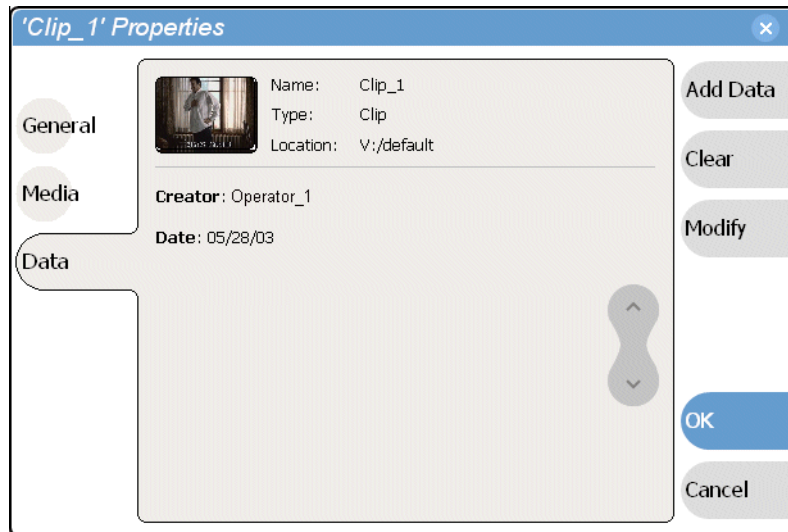 'Clip_1' Properties
General
Media
Data
Name: Clip_1
Type: Clip
Location: V:/default
Creator: Operator_1
Date: 05/28/03
Add Data
Clear
Modify
OK
Cancel